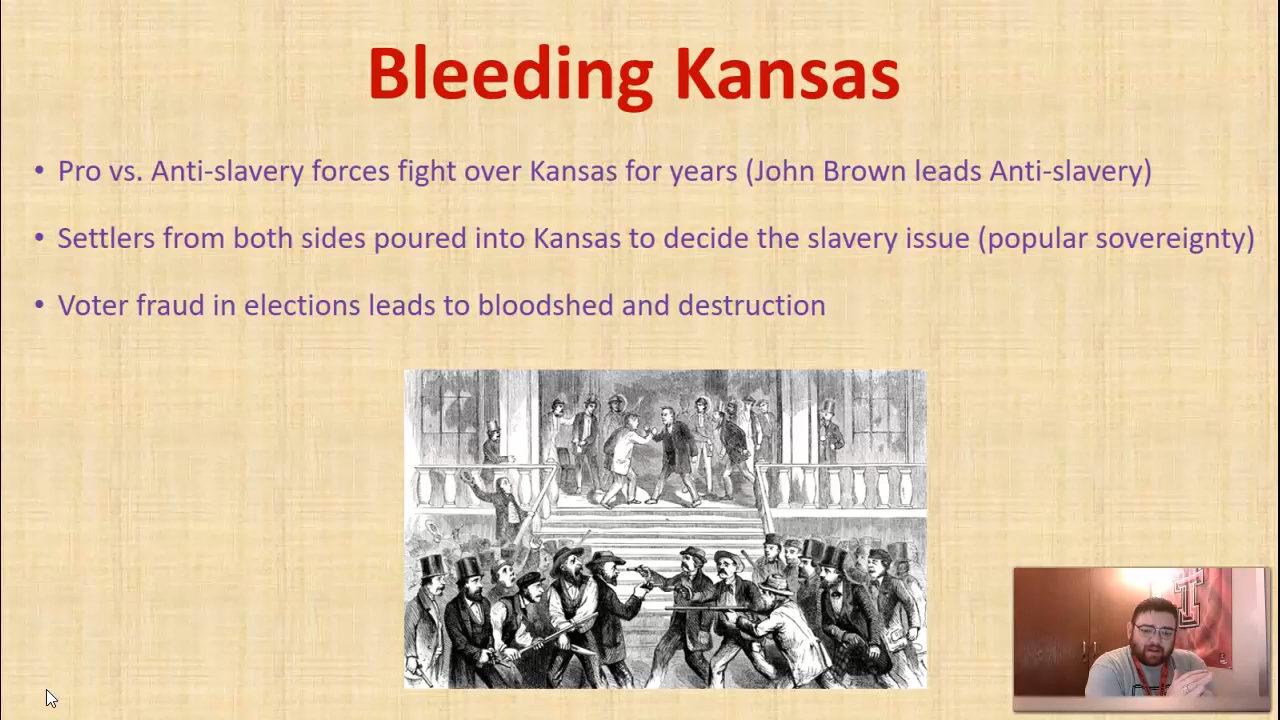 Bleeding Kansas
• Pro vs. Anti-slavery forces fight over Kansas for years (John Brown leads Anti-slavery)
• Settlers from both sides poured into Kansas to decide the slavery issue (popular sovereignty)
• Voter fraud in elections leads to bloodshed and destruction